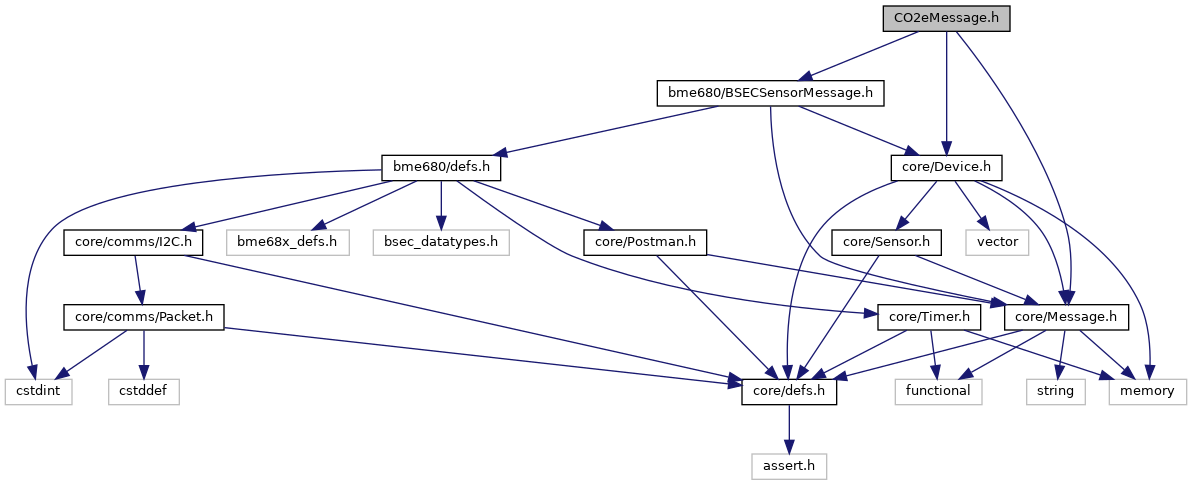 CO2eMessage.h
bme680/BSECSensorMessage.h
bme680/defs.h
core/Device.h
core/comms/I2C.h
bme68x_defs.h
bsec_datatypes.h
core/Postman.h
core/Sensor.h
vector
core/comms/Packet.h
core/Timer.h
core/Message.h
cstdint
cstddef
core/defs.h
functional
string
memory
assert.h